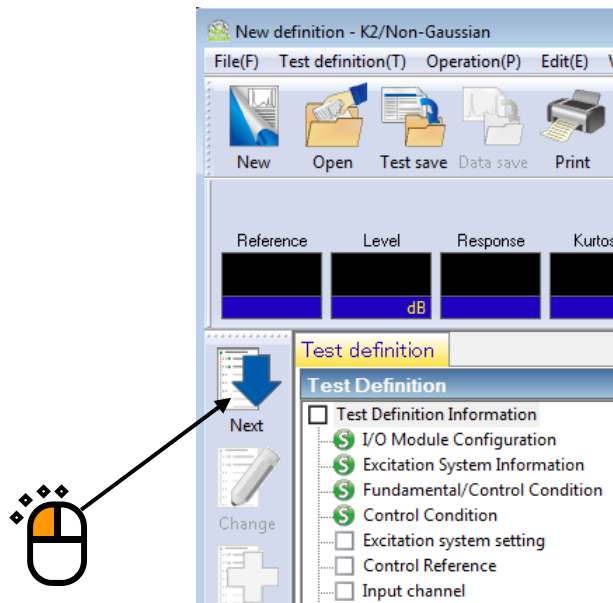 New definition - K2/Non-Gaussian
File(F) Test definition(T) Operation(P) Edit(E)
New Open Test save Data save Print
Reference Level Response Kurtos
dB
Test definition
Test Definition
Next
Test Definition Information
I/O Module Configuration
Excitation System Information
Fundamental/Control Condition
Change
Control Condition
Excitation system setting
Control Reference
Input channel